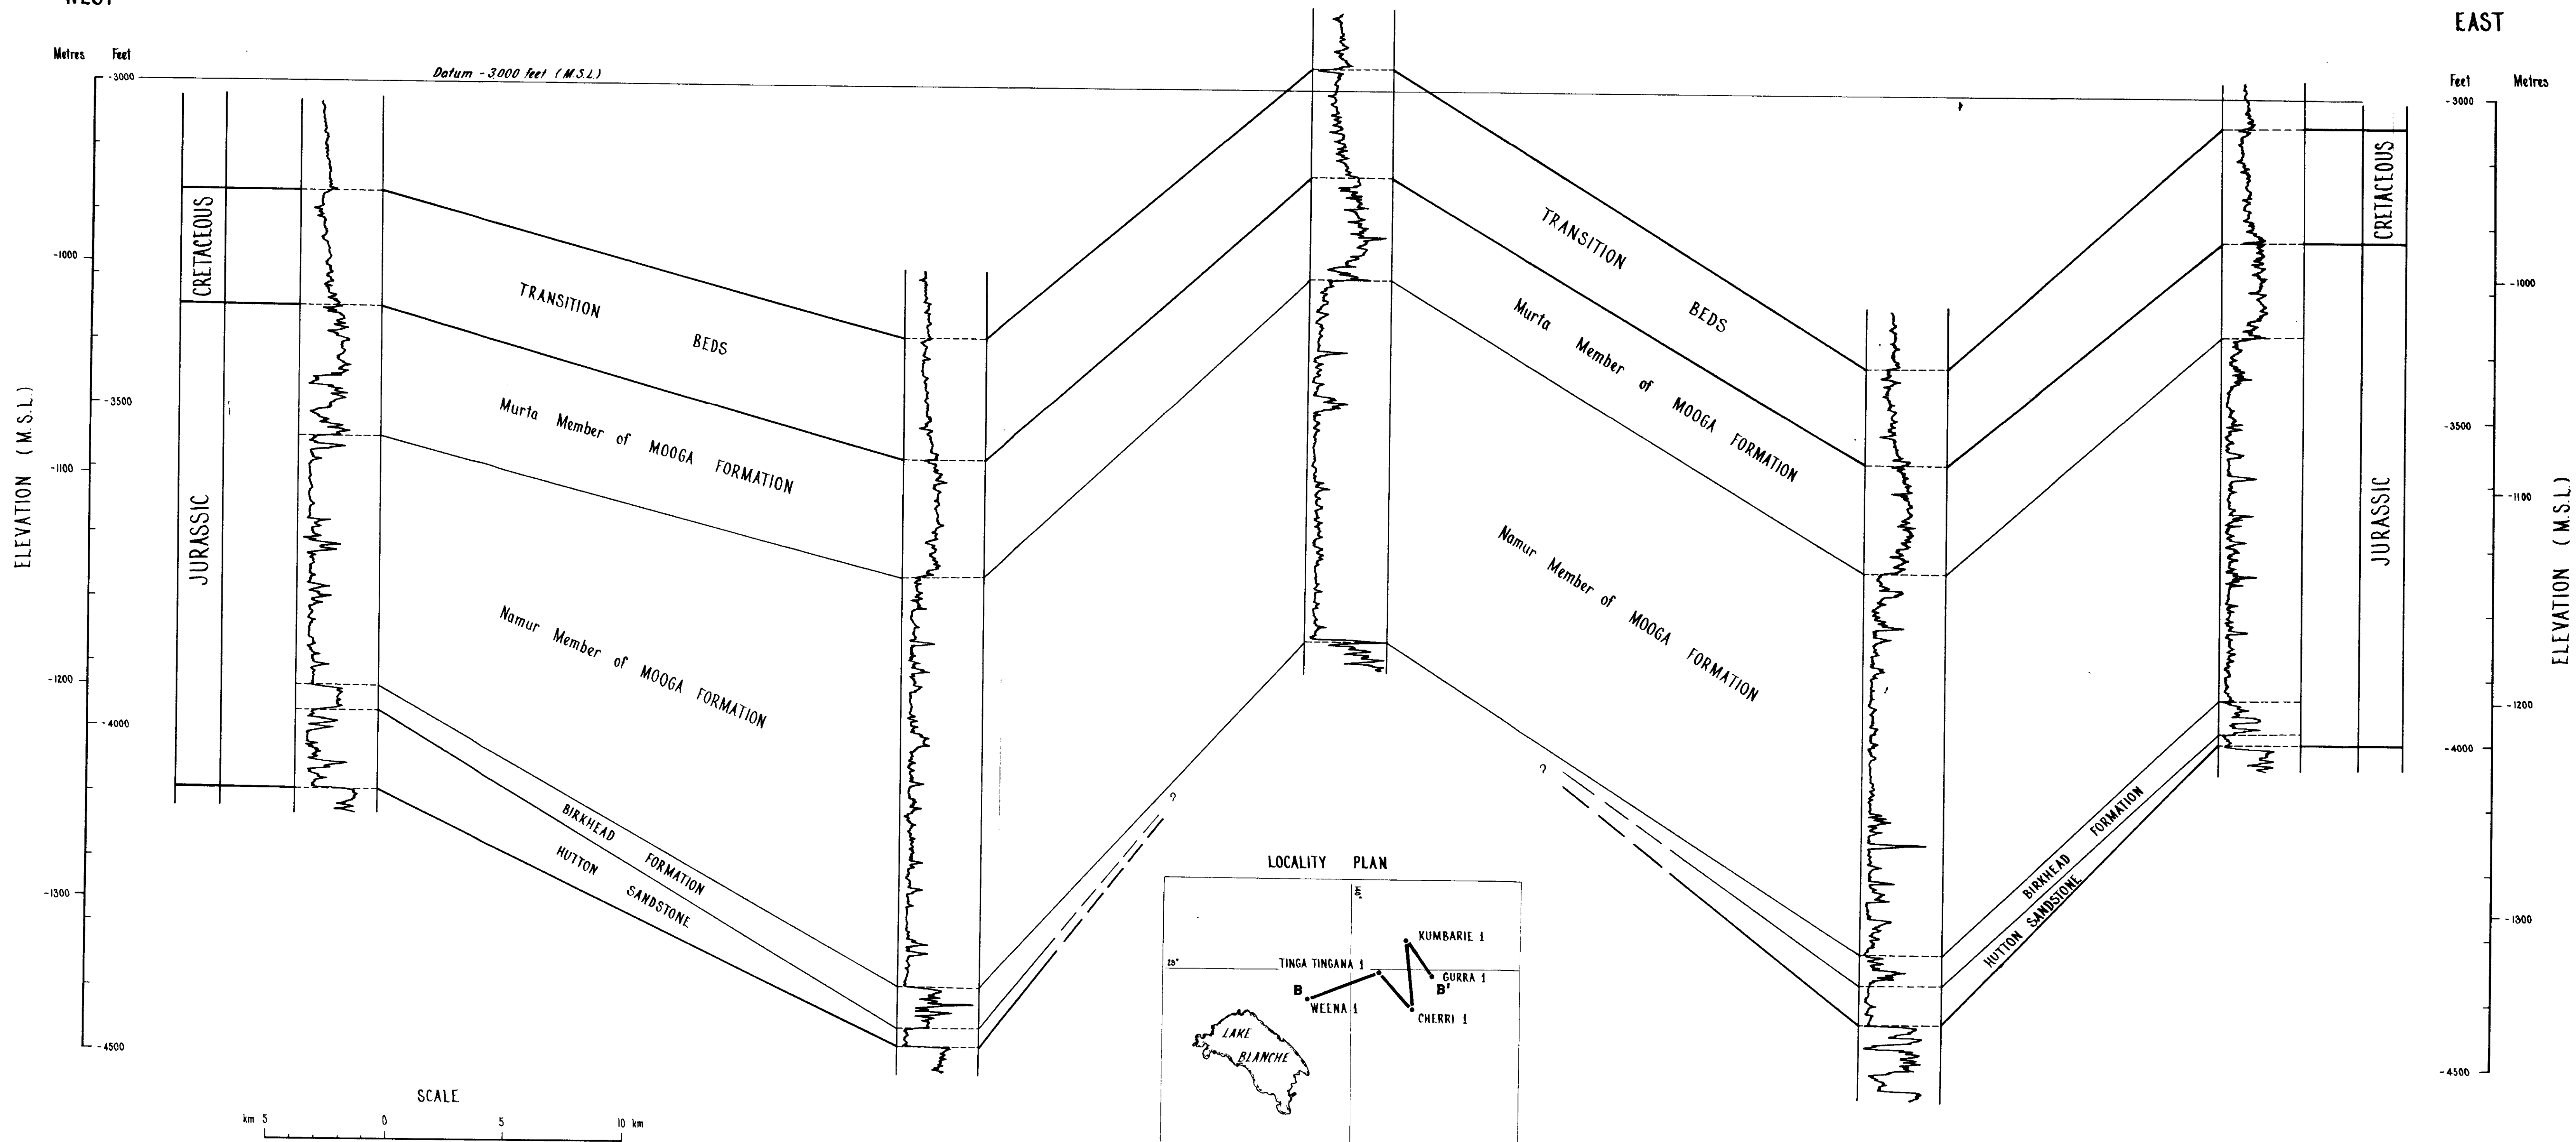 WEST
EAST
Metres Feet
Feet Metres
Datum - 3,000 feet (M.S.L.)
-3000
-3000
CRETACEOUS
CRETACEOUS
-1000
-1000
TRANSITION BEDS
TRANSITION BEDS
ELEVATION (M.S.L.)
ELEVATION (M.S.L.)
-3500
-3500
Murta Member of MOOGA FORMATION
Murta Member of MOOGA FORMATION
-1100
-1100
JURASSIC
JURASSIC
Namur Member of MOOGA FORMATION
Namur Member of MOOGA FORMATION
-1200
-1200
-4000
-4000
?
?
BIRKHEAD FORMATION
BIRKHEAD FORMATION
HUTTON SANDSTONE
HUTTON SANDSTONE
-1300
-1300
-4500
-4500
LOCALITY PLAN
KUMBARIE 1
28°
TINGA TINGANA 1
GURRA 1
B
B'
WEENA 1
CHERRI 1
LAKE
BLANCHE
SCALE
km 5 0 5 10 km